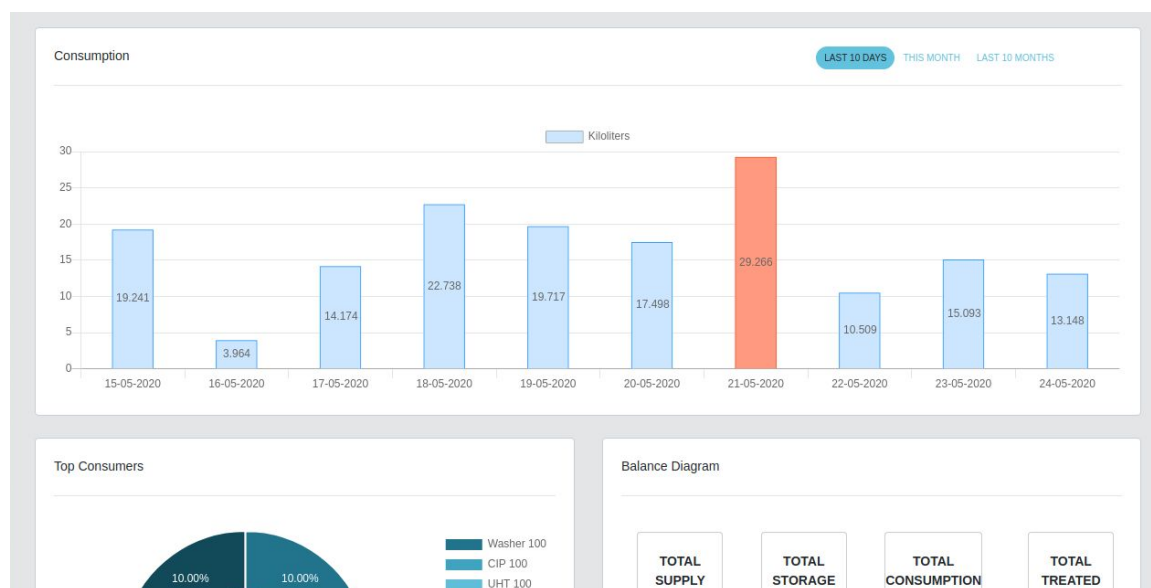 Consumption
LAST 10 DAYS THIS MONTH LAST 10 MONTHS
Kiloliters
30
25
20
15
10
5
0
19.241
3.964
14.174
22.738
19.717
17.498
29.266
10.509
15.093
13.148
15-05-2020 16-05-2020 17-05-2020 18-05-2020 19-05-2020 20-05-2020 21-05-2020 22-05-2020 23-05-2020 24-05-2020
Top Consumers
10.00% 10.00%
Washer 100
CIP 100
UHT 100
Balance Diagram
TOTAL
SUPPLY
TOTAL
STORAGE
TOTAL
CONSUMPTION
TOTAL
TREATED